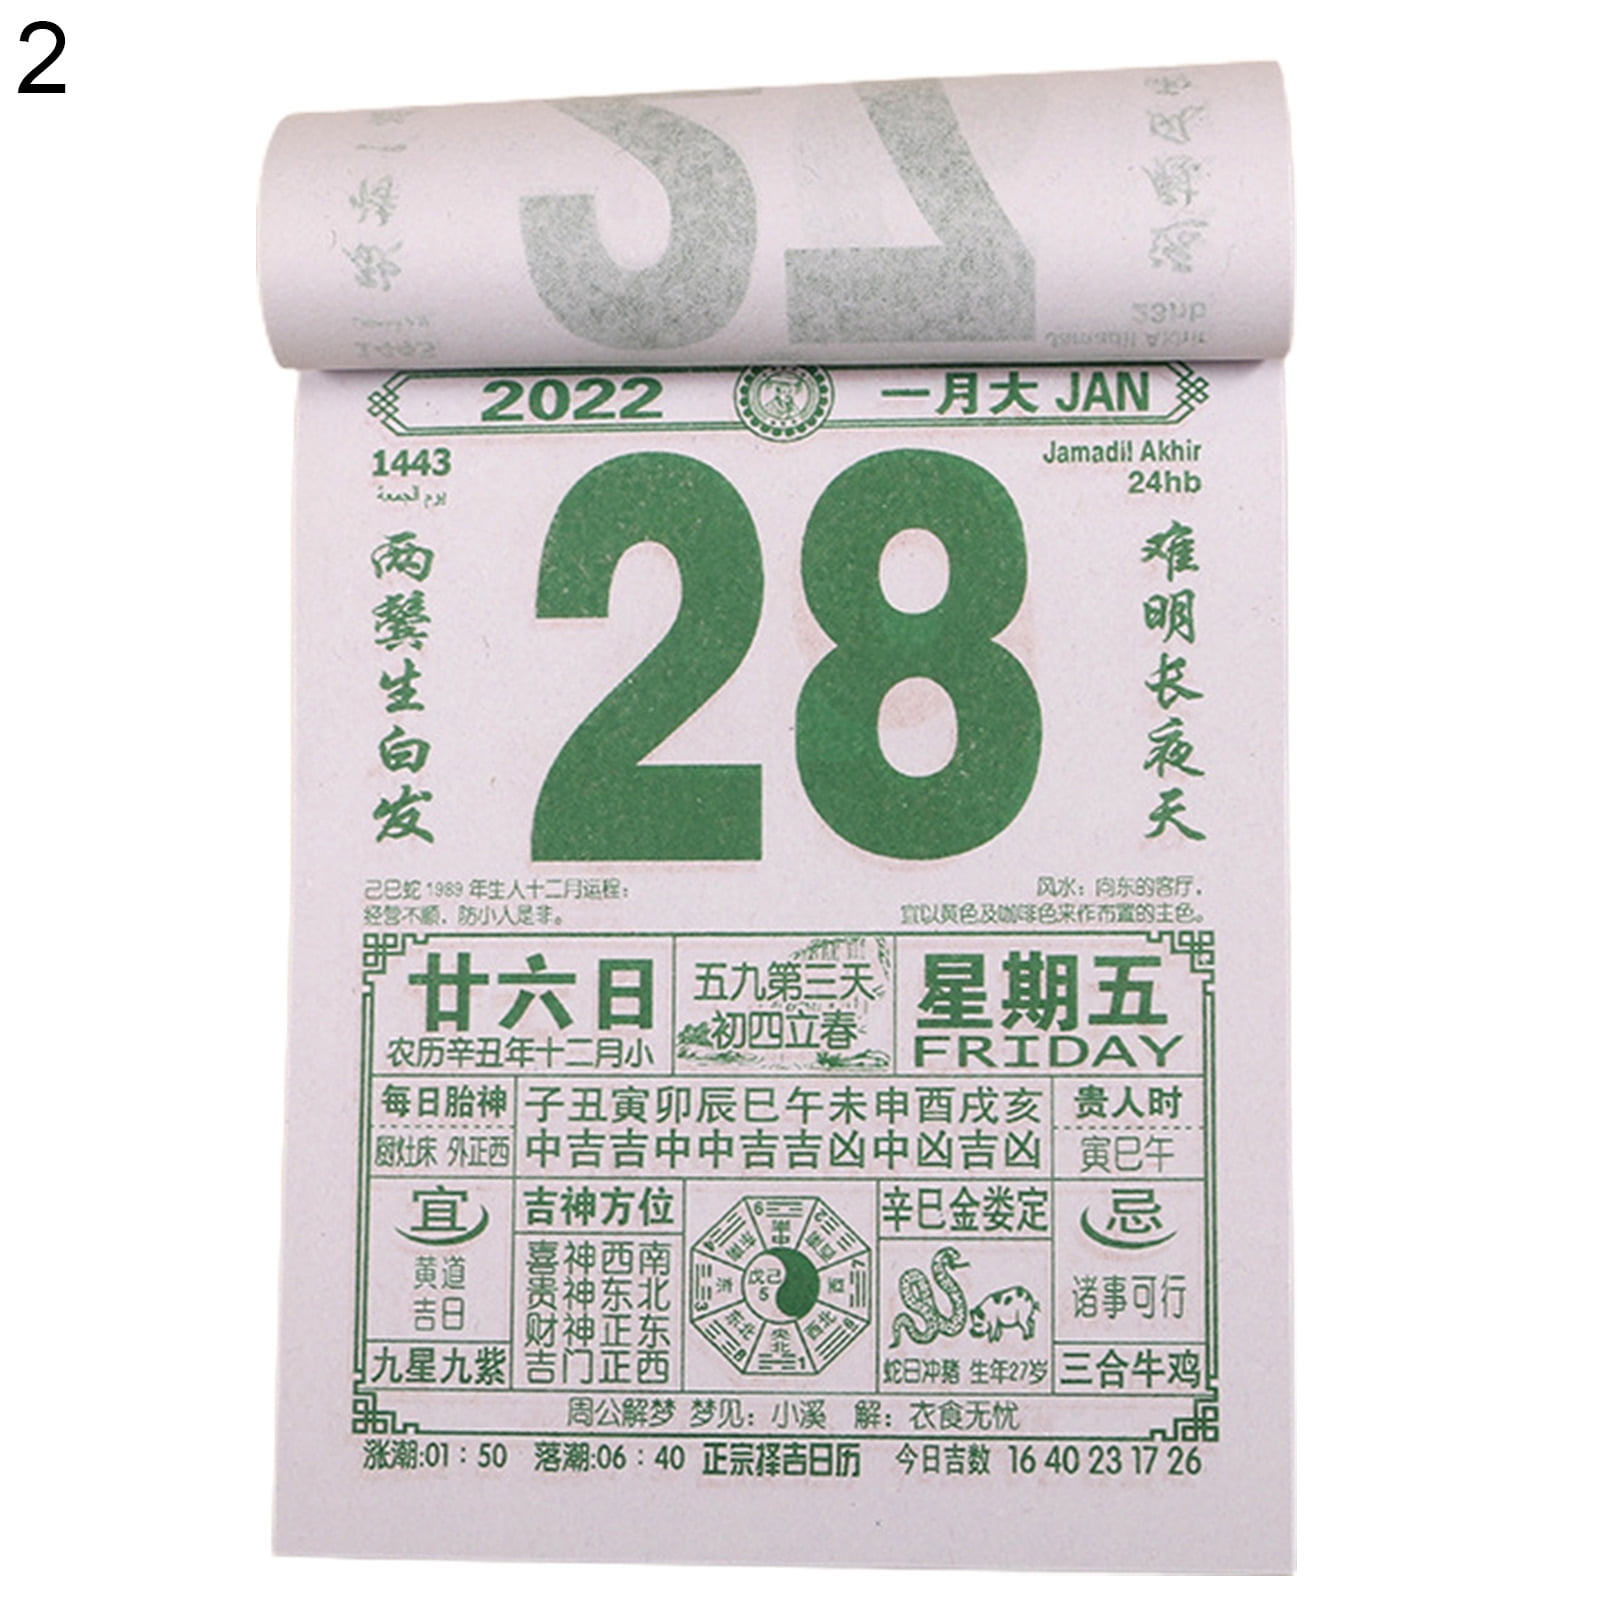 2
2022 一月大 JAN
1443
يوم الجمعة
Jamadil Akhir
24hb
28
两鬓生白发
难明长夜天
己巳蛇 1989 年生人十二月运程：
经营不顺、防小人是非。
风水：向东的客厅，
宜以黄色及咖啡色来作布置的主色。
廿六日
农历辛丑年十二月小
五九第三天
初四立春
星期五
FRIDAY
每日胎神
厨灶床 外正西
子丑寅卯辰巳午未申酉戌亥
中吉吉中中吉吉凶中凶吉凶
贵人时
寅巳午
宜
黄道
吉日
九星九紫
吉神方位
喜神西南
贵神东北
财神正东
吉门正西
戊己
5
东北
西北
辛巳金娄定
蛇日冲猪 生年27岁
忌
诸事可行
三合牛鸡
周公解梦 梦见：小溪 解：衣食无忧
涨潮:01：50 落潮:06：40 正宗择吉日历 今日吉数 16 40 23 17 26